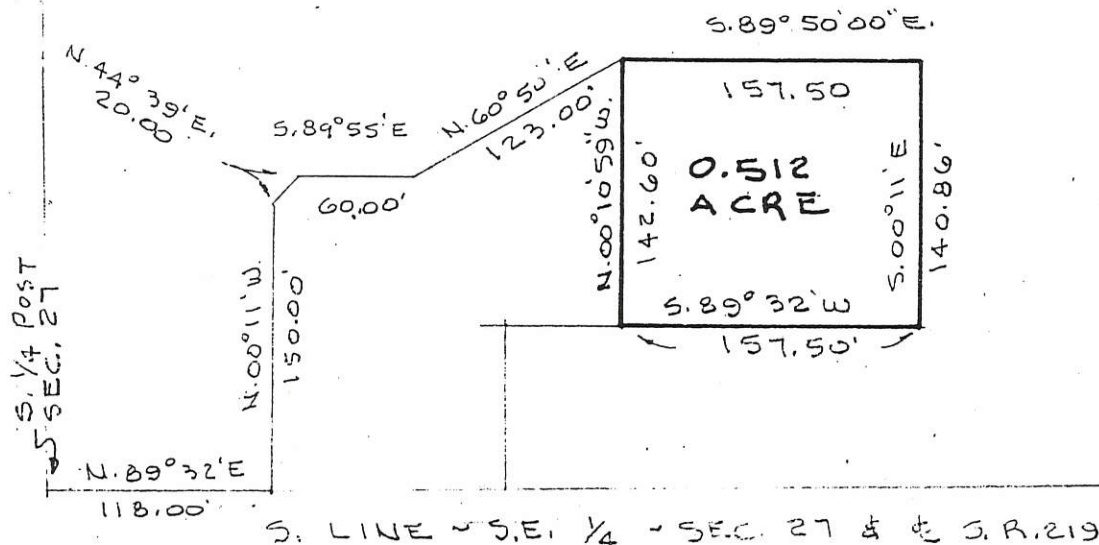 S.89° 50' 00" E.
N.44° 39' E.
20.00
S.89° 55' E
60.00'
N.60° 50' E
123.00'
157.50
N.00° 10' 59" W.
142.60'
0.512
ACRE
S.00° 11' E
140.86'
S.89° 32' W
157.50'
N.00° 11' W.
150.00'
S. 1/4 POST
SEC. 27
N.89° 32' E
118.00'
S. LINE ~ S.E. 1/4 ~ SEC. 27 & ℄ S.R. 219